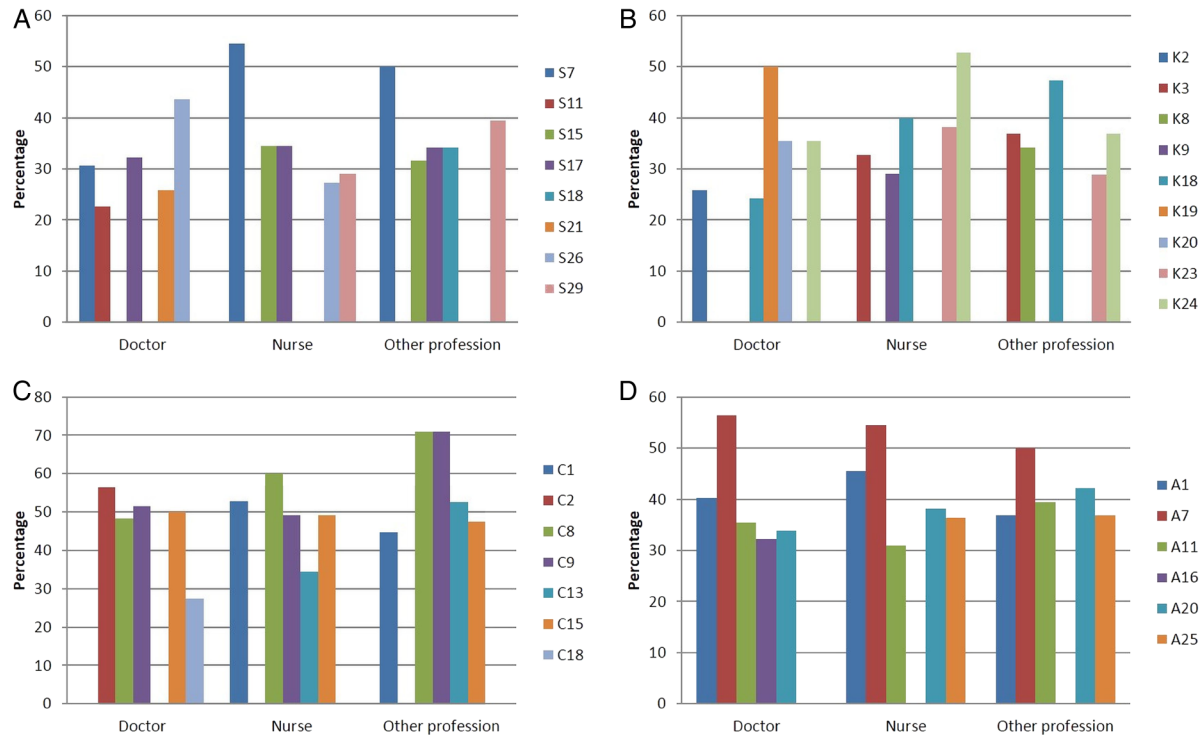 A
60
50
40
30
20
10
0
Percentage
Doctor
Nurse
Other profession
S7
S11
S15
S17
S18
S21
S26
S29
B
60
50
40
30
20
10
0
Percentage
Doctor
Nurse
Other profession
K2
K3
K8
K9
K18
K19
K20
K23
K24
C
80
70
60
50
40
30
20
10
0
Percentage
Doctor
Nurse
Other profession
C1
C2
C8
C9
C13
C15
C18
D
60
50
40
30
20
10
0
Percentage
Doctor
Nurse
Other profession
A1
A7
A11
A16
A20
A25